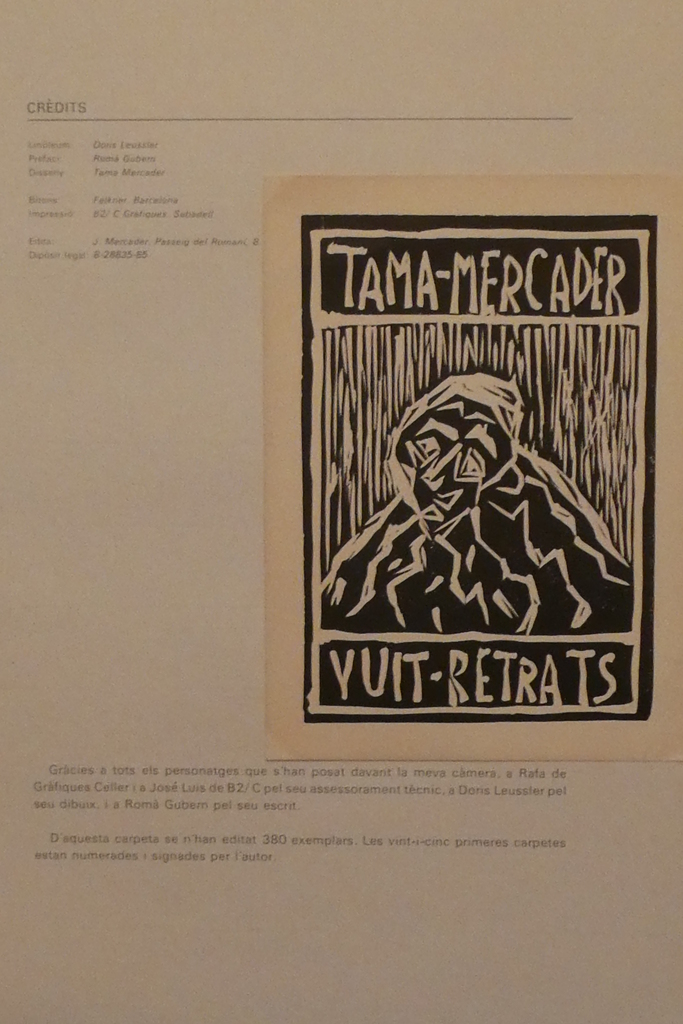 CRÈDITS
Linòleum: Doris Leussler
Prefaci: Romà Gubern
Disseny: Tama Mercader
Bitons: Felkner, Barcelona
Impressió: B2/C Gràfiques. Sabadell
Edita: J. Mercader. Passeig del Romaní, 8
Dipòsit legal: B-28835-85
TAMA-MERCADER
VUIT-RETRATS
Gràcies a tots els personatges que s'han posat davant la meva càmera, a Rafa de
Gràfiques Celler i a José Luis de B2/C pel seu assessorament tècnic, a Doris Leussler pel
seu dibuix, i a Romà Gubern pel seu escrit.
D'aquesta carpeta se n'han editat 380 exemplars. Les vint-i-cinc primeres carpetes
estan numerades i signades per l'autor.